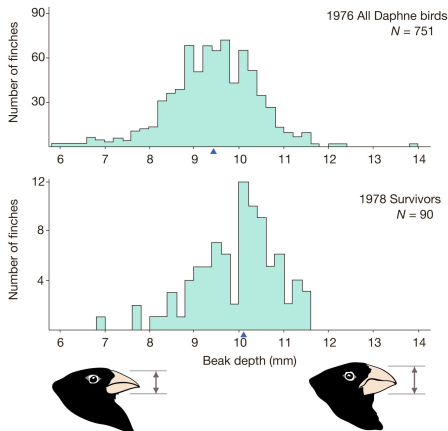 1976 All Daphne birds
N = 751
Number of finches
90
60
30
6 7 8 9 10 11 12 13 14
1978 Survivors
N = 90
Number of finches
12
8
4
6 7 8 9 10 11 12 13 14
Beak depth (mm)